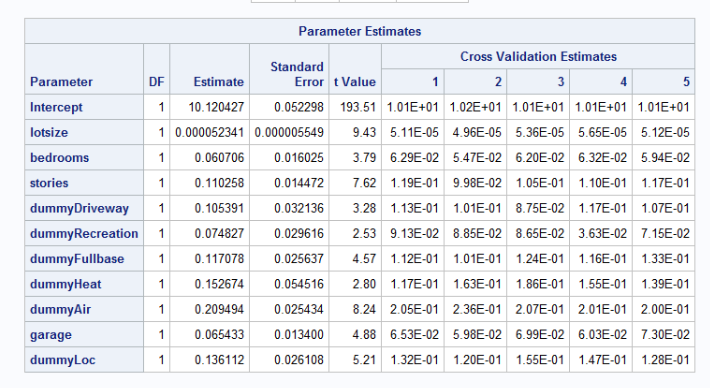 Parameter Estimates
Cross Validation Estimates
Parameter DF Estimate Standard Error t Value 1 2 3 4 5
Intercept 1 10.120427 0.052298 193.51 1.01E+01 1.02E+01 1.01E+01 1.01E+01 1.01E+01
lotsize 1 0.000052341 0.000005549 9.43 5.11E-05 4.96E-05 5.36E-05 5.65E-05 5.12E-05
bedrooms 1 0.060706 0.016025 3.79 6.29E-02 5.47E-02 6.20E-02 6.32E-02 5.94E-02
stories 1 0.110258 0.014472 7.62 1.19E-01 9.98E-02 1.05E-01 1.10E-01 1.17E-01
dummyDriveway 1 0.105391 0.032136 3.28 1.13E-01 1.01E-01 8.75E-02 1.17E-01 1.07E-01
dummyRecreation 1 0.074827 0.029616 2.53 9.13E-02 8.85E-02 8.65E-02 3.63E-02 7.15E-02
dummyFullbase 1 0.117078 0.025637 4.57 1.12E-01 1.01E-01 1.24E-01 1.16E-01 1.33E-01
dummyHeat 1 0.152674 0.054516 2.80 1.17E-01 1.63E-01 1.86E-01 1.55E-01 1.39E-01
dummyAir 1 0.209494 0.025434 8.24 2.05E-01 2.36E-01 2.07E-01 2.01E-01 2.00E-01
garage 1 0.065433 0.013400 4.88 6.53E-02 5.98E-02 6.99E-02 6.03E-02 7.30E-02
dummyLoc 1 0.136112 0.026108 5.21 1.32E-01 1.20E-01 1.55E-01 1.47E-01 1.28E-01